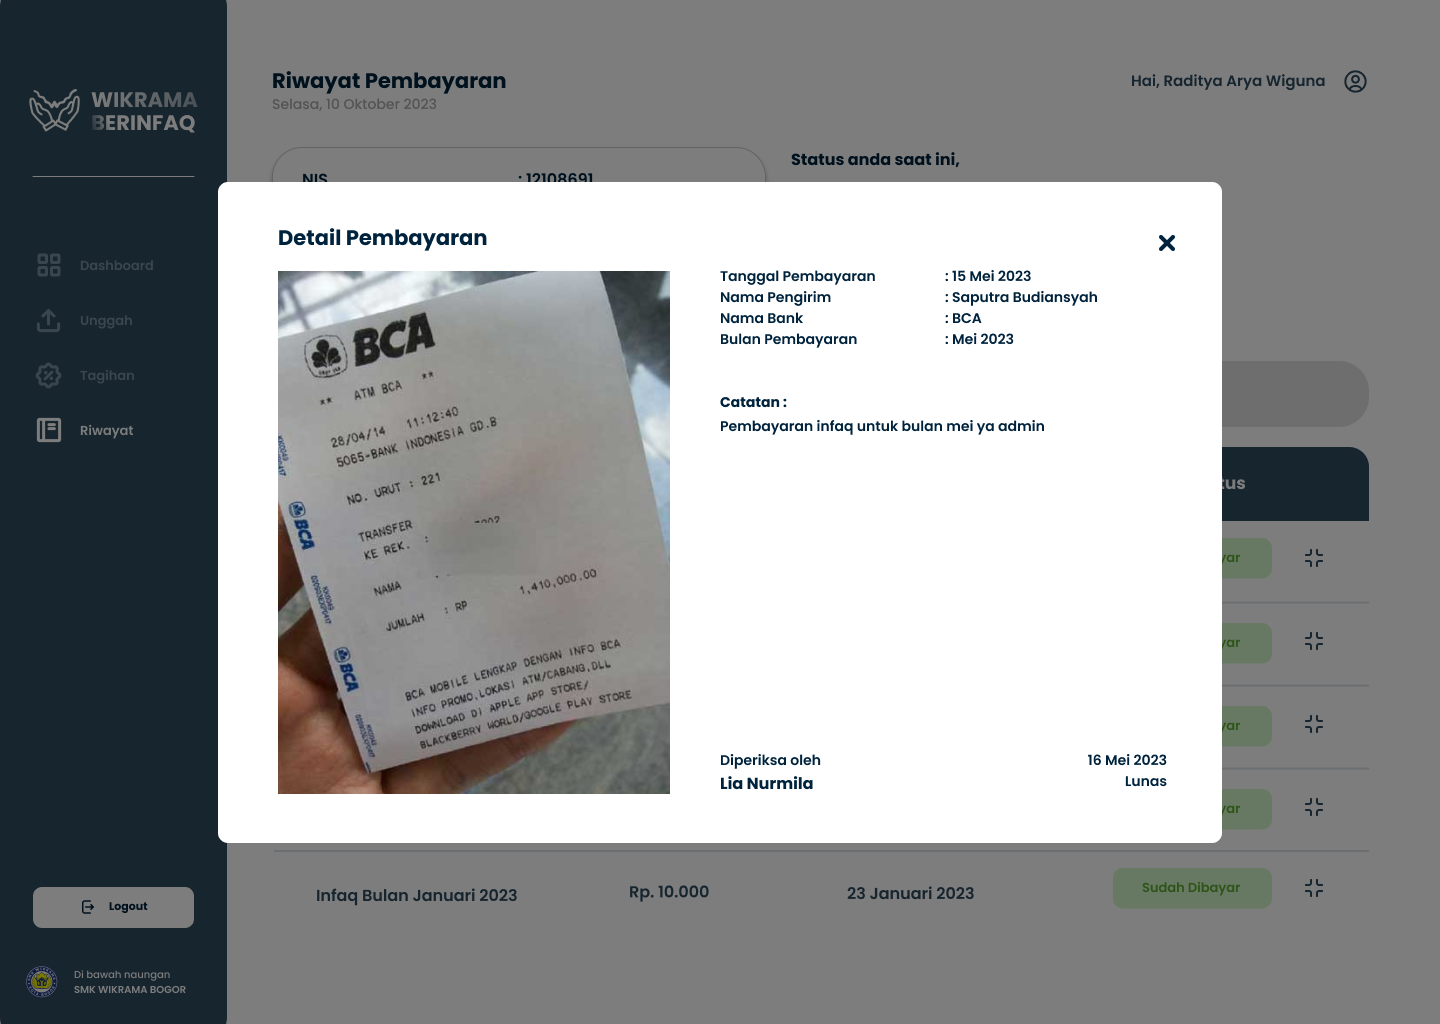 WIKRAMA
BERINFAQ
Dashboard
Unggah
Tagihan
Riwayat
Logout
Di bawah naungan
SMK WIKRAMA BOGOR
Riwayat Pembayaran
Selasa, 10 Oktober 2023
Hai, Raditya Arya Wiguna
NIS : 12108691
Status anda saat ini,
Detail Pembayaran
BCA
** ATM BCA **
28/04/14 11:12:40
5065-BANK INDONESIA GD.B
NO. URUT : 221
TRANSFER
KE REK. :
NAMA :
JUMLAH : RP 1,410,000.00
BCA MOBILE LENGKAP DENGAN INFO BCA
INFO PROMO,LOKASI ATM/CABANG,DLL
DOWNLOAD DI APPLE APP STORE/
BLACKBERRY WORLD/GOOGLE PLAY STORE
BCA
BCA
Tanggal Pembayaran : 15 Mei 2023
Nama Pengirim : Saputra Budiansyah
Nama Bank : BCA
Bulan Pembayaran : Mei 2023
Catatan :
Pembayaran infaq untuk bulan mei ya admin
Diperiksa oleh 16 Mei 2023
Lia Nurmila Lunas
Infaq Bulan Januari 2023 Rp. 10.000 23 Januari 2023 Sudah Dibayar